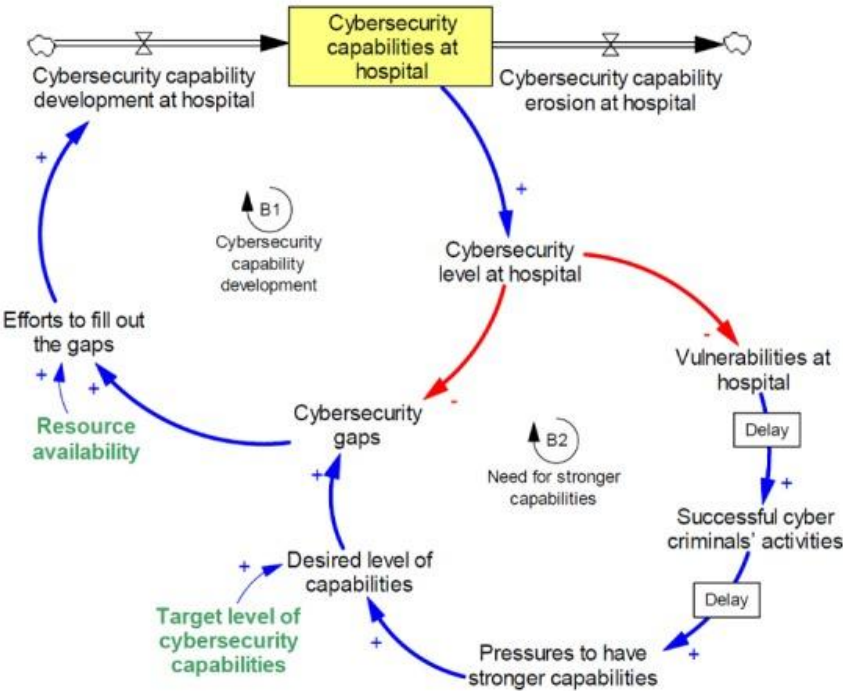 Cybersecurity
capabilities at
hospital
Cybersecurity capability
development at hospital
Cybersecurity capability
erosion at hospital
+
+
B1
Cybersecurity
capability
development
Cybersecurity
level at hospital
Efforts to fill out
the gaps
-
Vulnerabilities at
hospital
+
+
-
Resource
availability
Cybersecurity
gaps
B2
Delay
Need for stronger
capabilities
+
+
Successful cyber
criminals' activities
+
Desired level of
capabilities
Delay
Target level of
cybersecurity
capabilities
+
Pressures to have
stronger capabilities
+